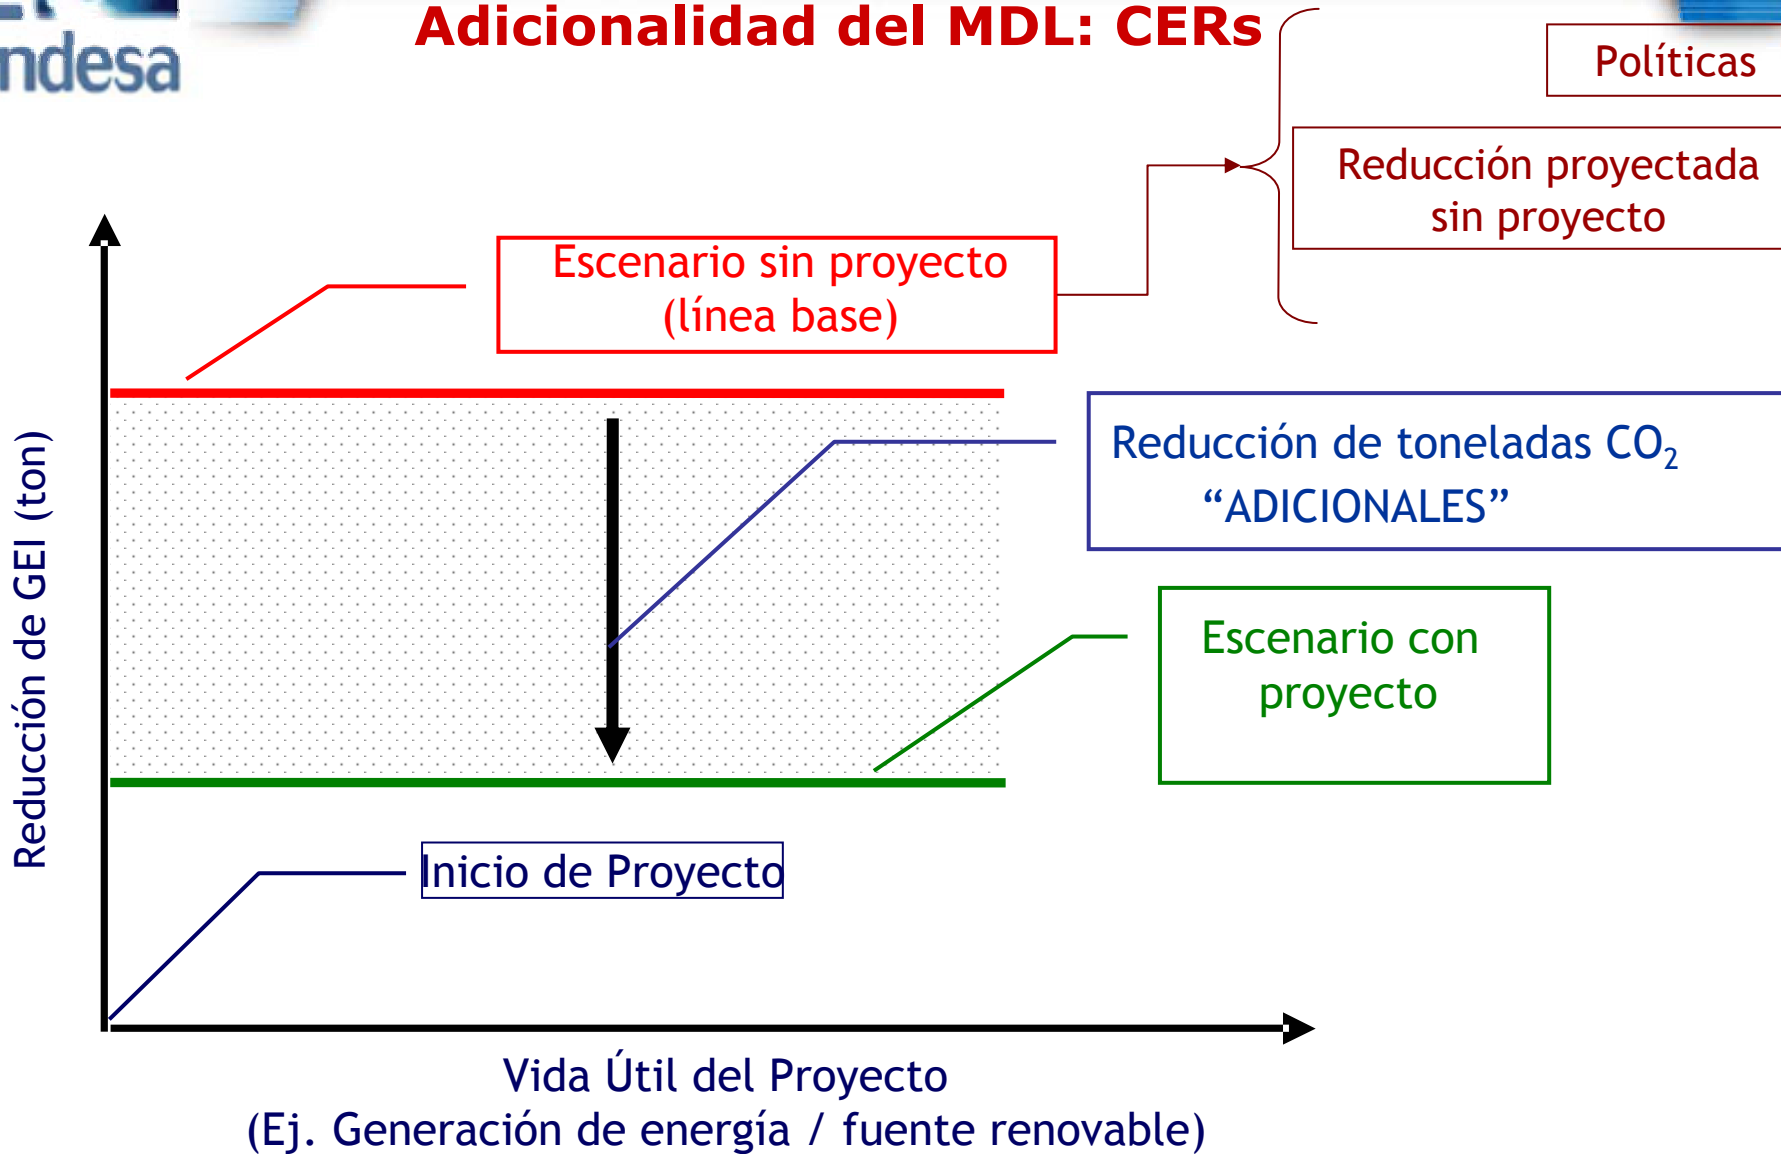 Adicionalidad del MDL: CERs
ndesa
Políticas
Reducción proyectada
sin proyecto
Escenario sin proyecto
(línea base)
Reducción de toneladas CO₂
“ADICIONALES”
Escenario con
proyecto
Reducción de GEI (ton)
Inicio de Proyecto
Vida Útil del Proyecto
(Ej. Generación de energía / fuente renovable)